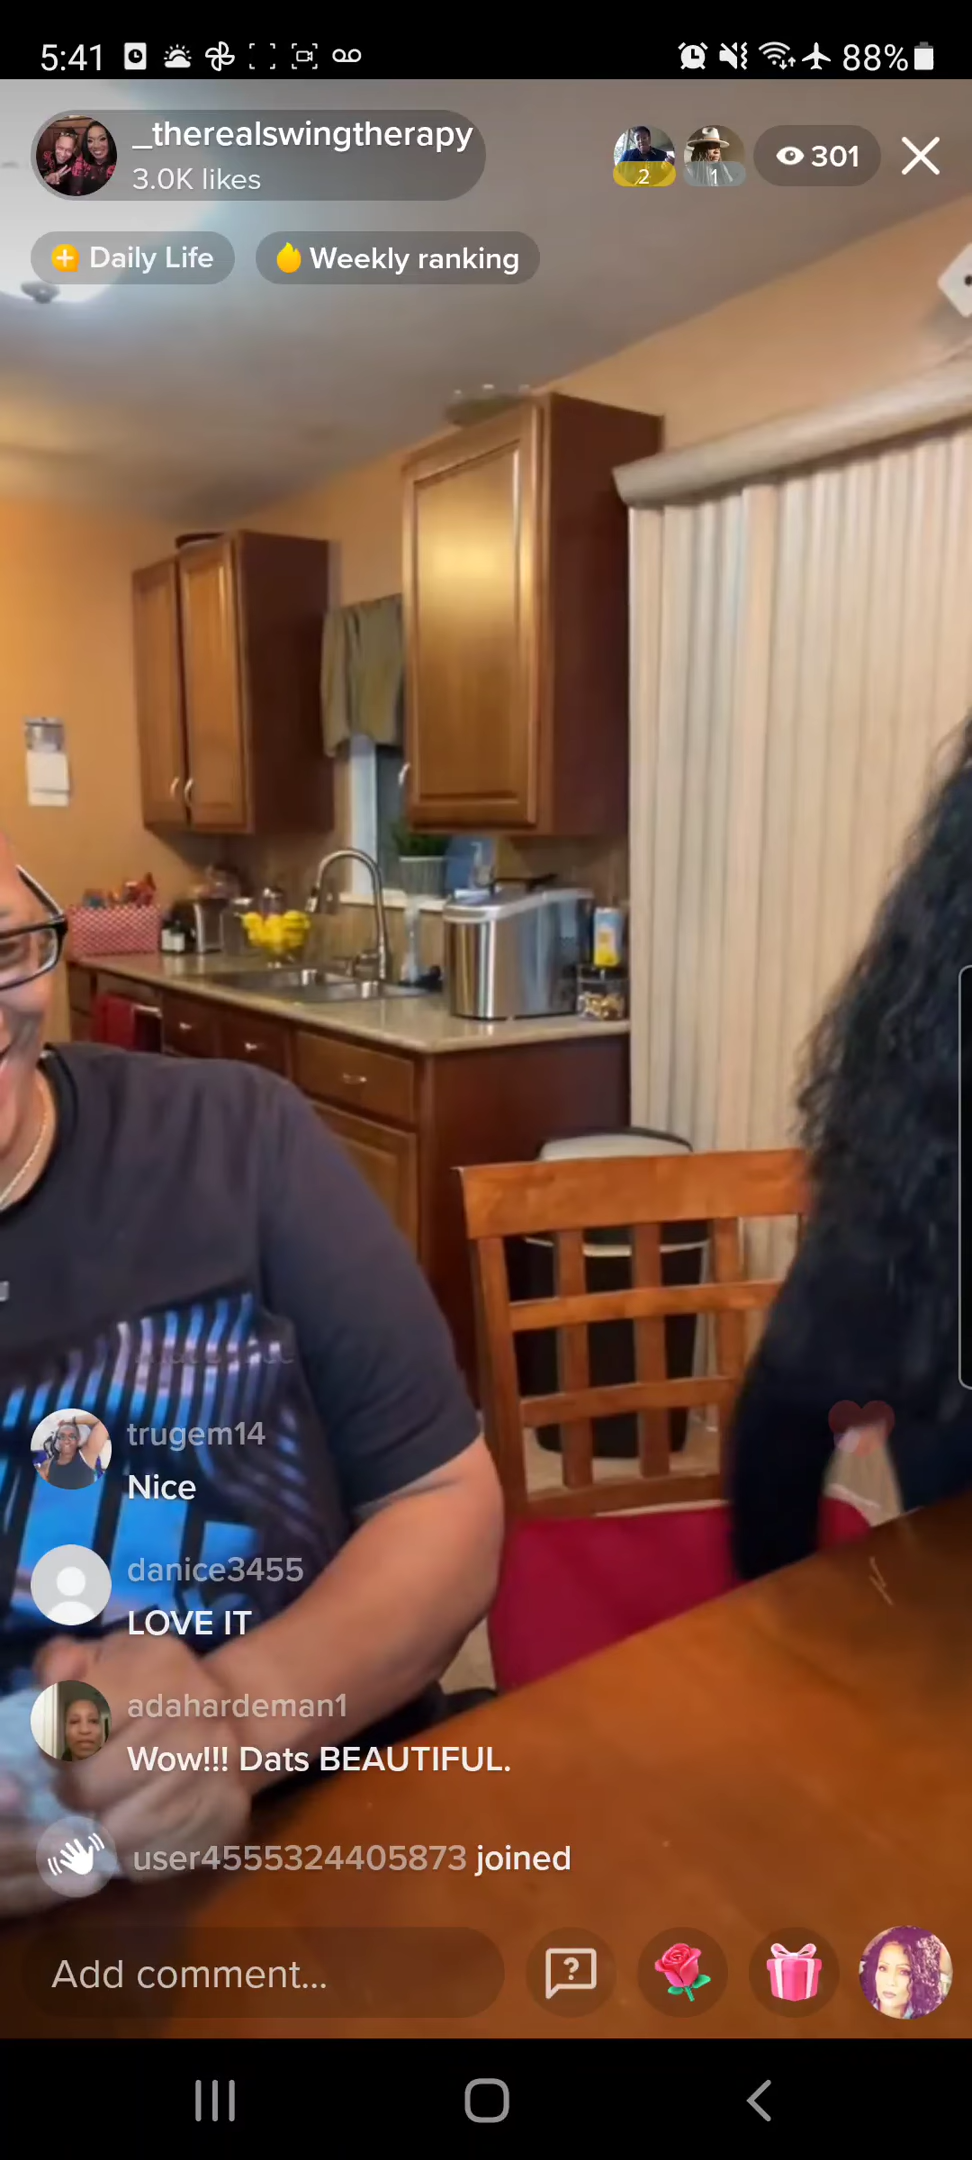 5:41
88%
_therealswingtherapy
3.0K likes
2
1
301
Daily Life
Weekly ranking
trugem14
Nice
danice3455
LOVE IT
adahardeman1
Wow!!! Dats BEAUTIFUL.
user4555324405873 joined
Add comment...